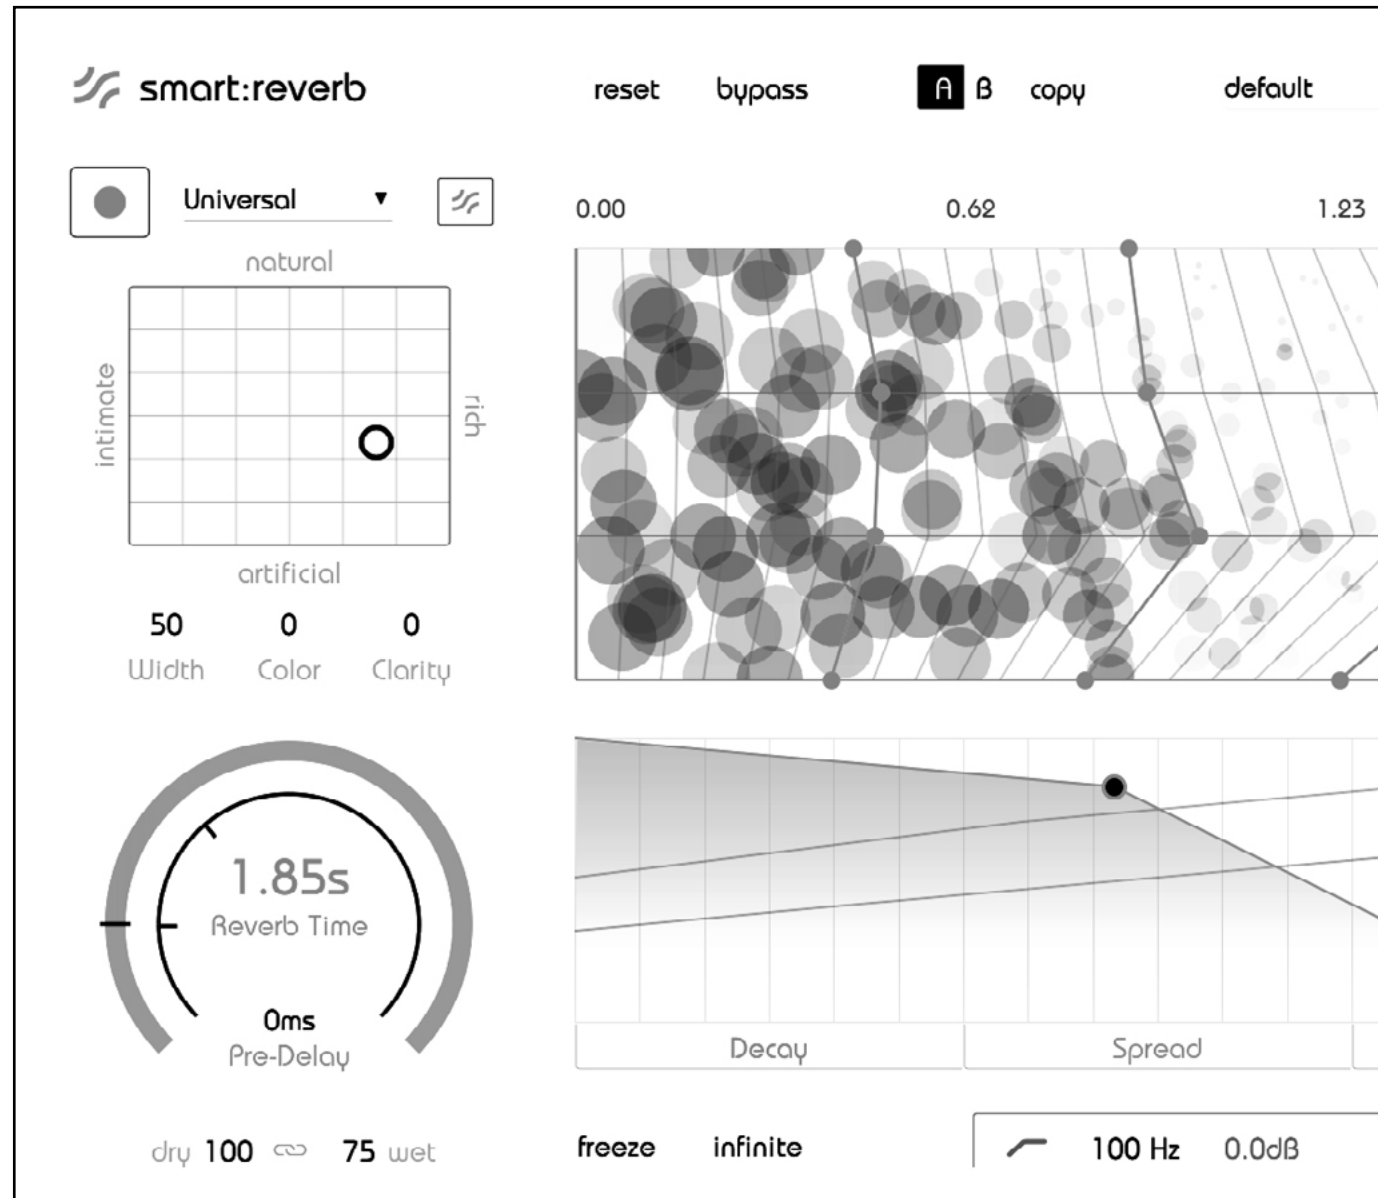 smart:reverb
reset bypass A B copy default
Universal
0.00 0.62 1.23
natural
intimate
rich
artificial
50 0 0
Width Color Clarity
1.85s
Reverb Time
0ms
Pre-Delay
Decay Spread
dry 100 75 wet
freeze infinite
100 Hz 0.0dB